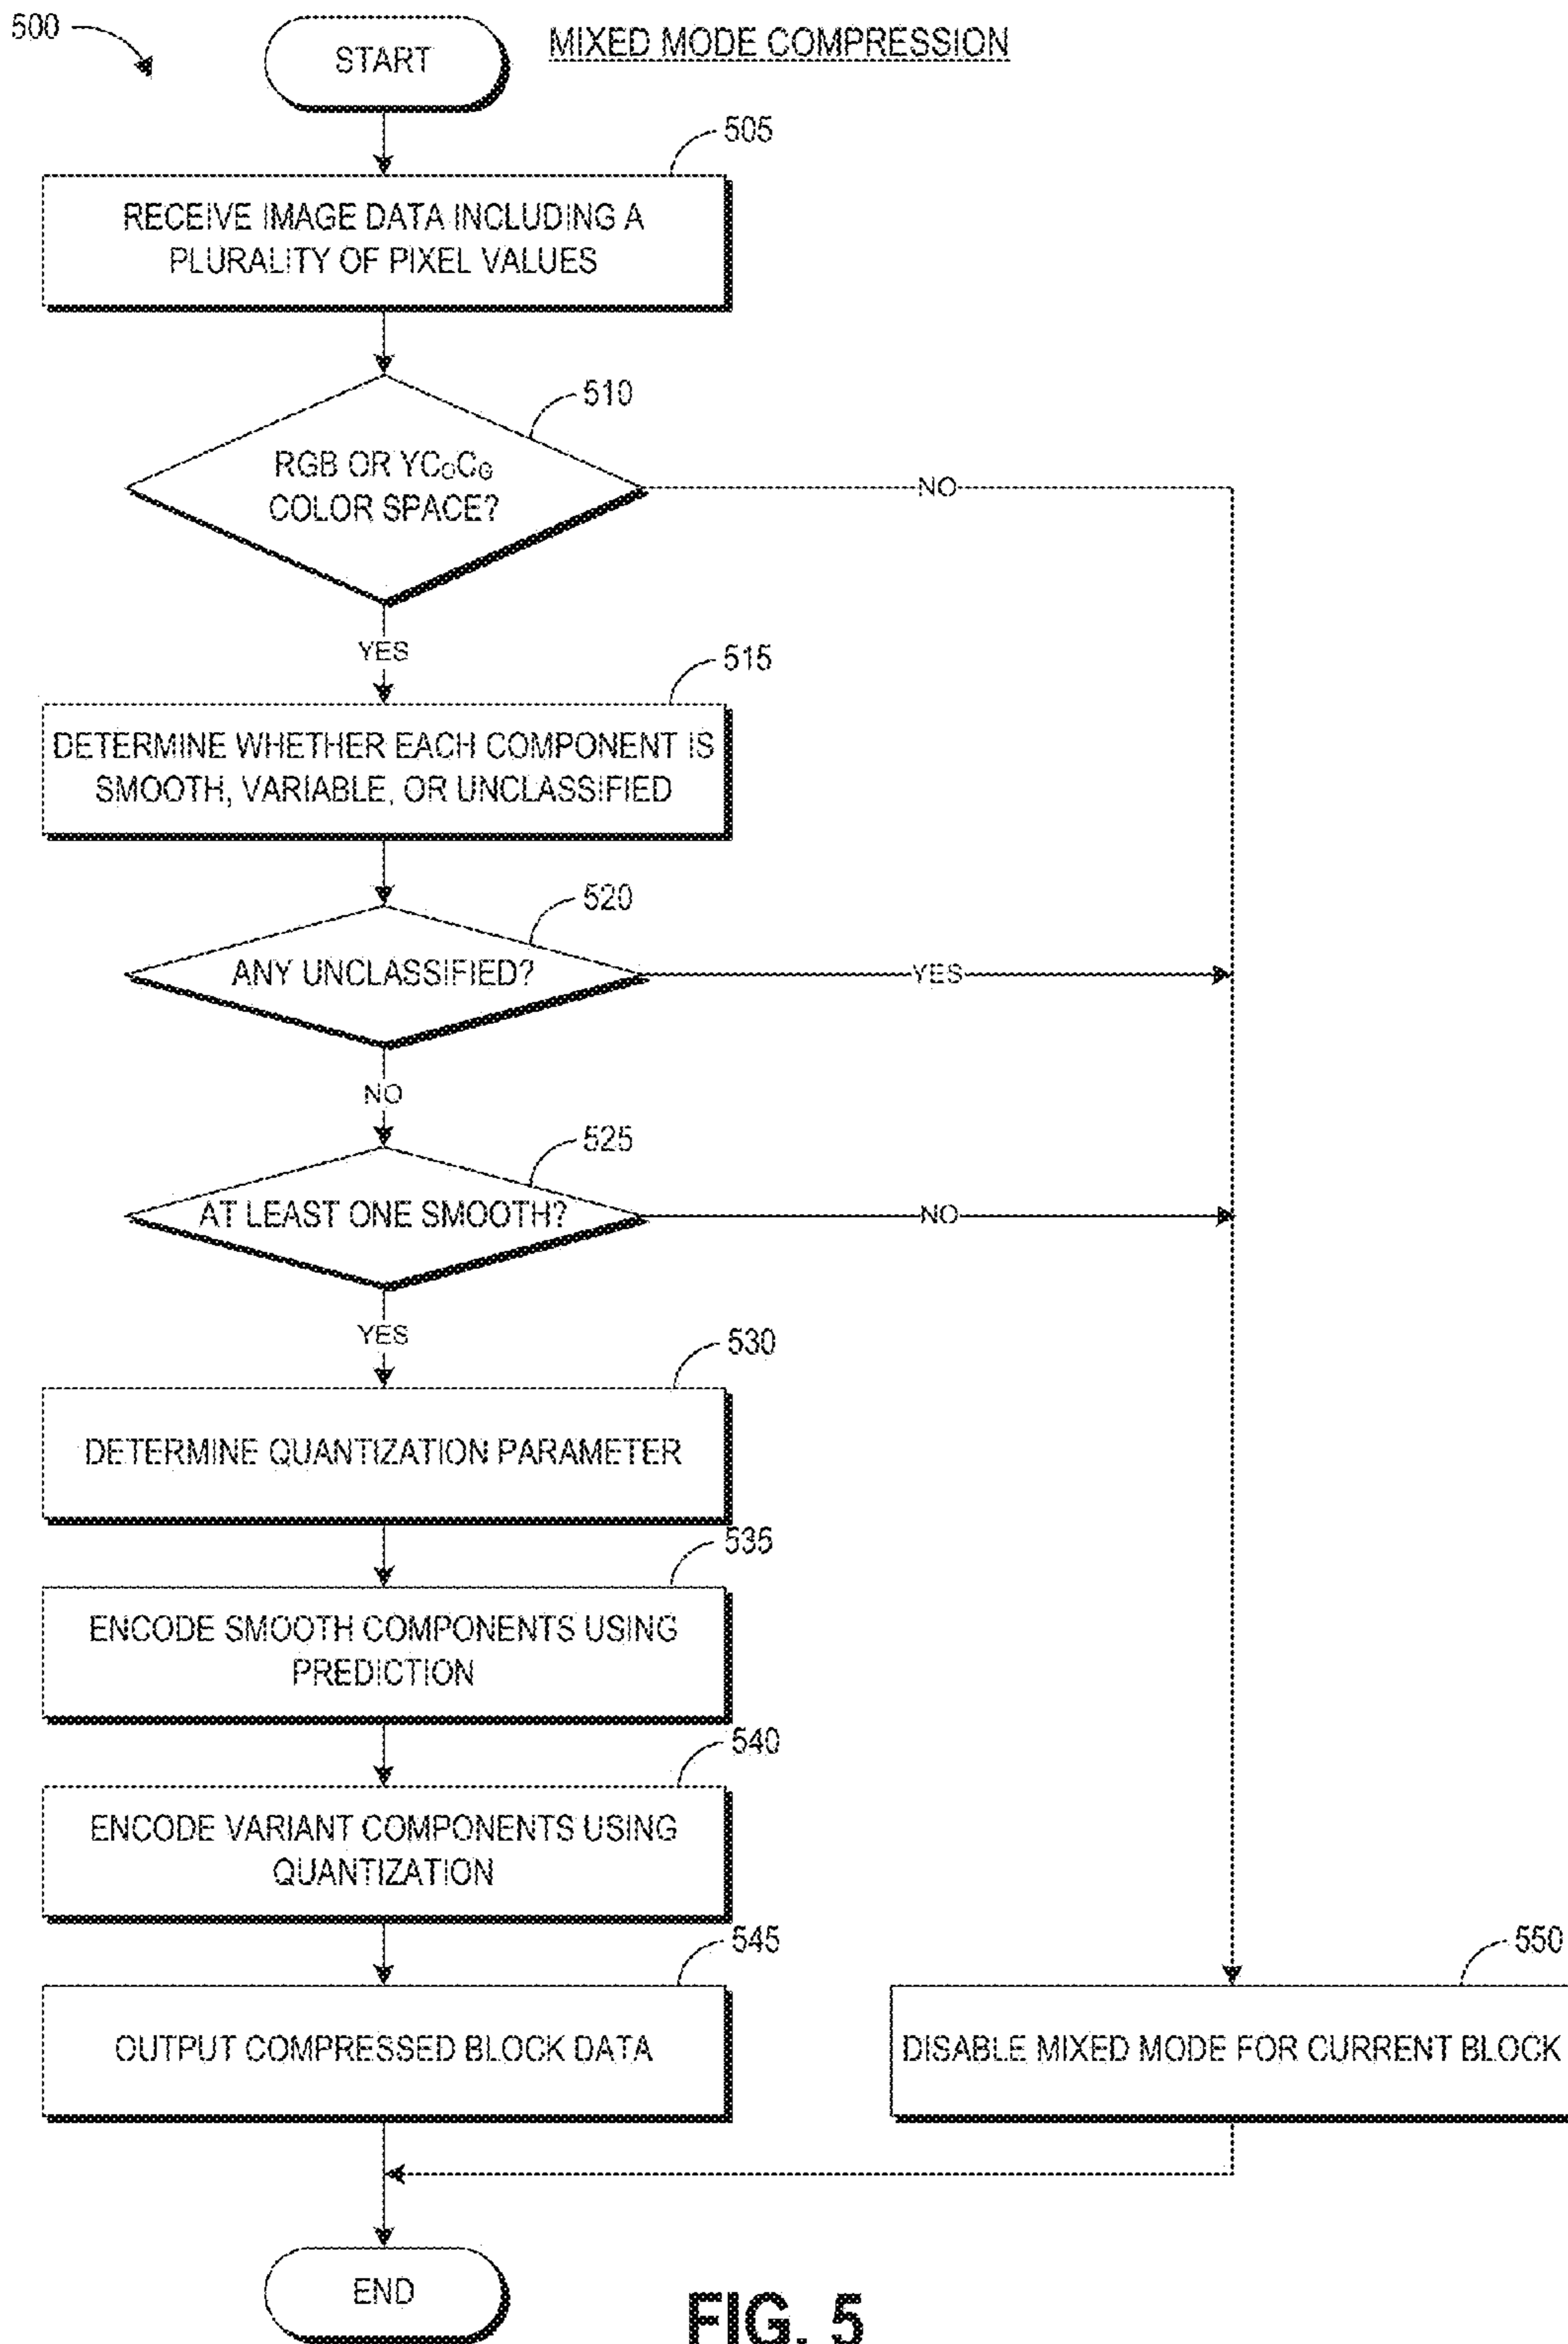 500
START
MIXED MODE COMPRESSION
505
RECEIVE IMAGE DATA INCLUDING A
PLURALITY OF PIXEL VALUES
510
RGB OR YCOCG
COLOR SPACE?
NO
YES
515
DETERMINE WHETHER EACH COMPONENT IS
SMOOTH, VARIABLE, OR UNCLASSIFIED
520
ANY UNCLASSIFIED?
YES
NO
525
AT LEAST ONE SMOOTH?
NO
YES
530
DETERMINE QUANTIZATION PARAMETER
535
ENCODE SMOOTH COMPONENTS USING
PREDICTION
540
ENCODE VARIANT COMPONENTS USING
QUANTIZATION
545
OUTPUT COMPRESSED BLOCK DATA
550
DISABLE MIXED MODE FOR CURRENT BLOCK
END
FIG. 5